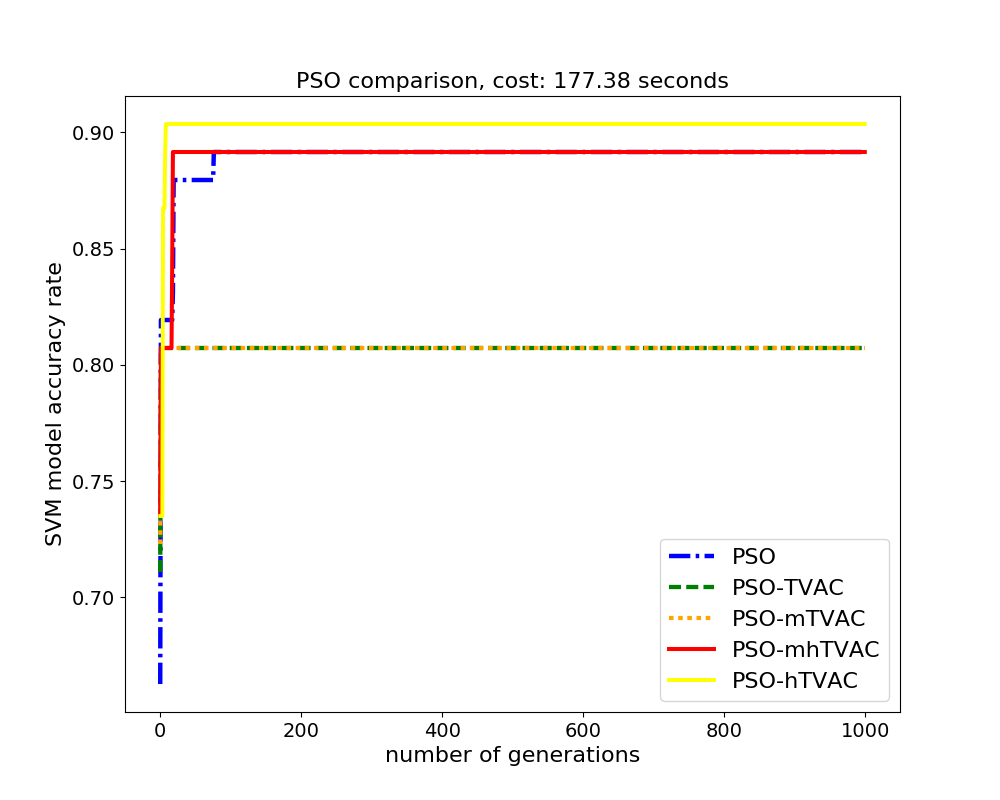 PSO comparison, cost: 177.38 seconds
SVM model accuracy rate
0.90
0.85
0.80
0.75
0.70
PSO
PSO-TVAC
PSO-mTVAC
PSO-mhTVAC
PSO-hTVAC
0 200 400 600 800 1000
number of generations